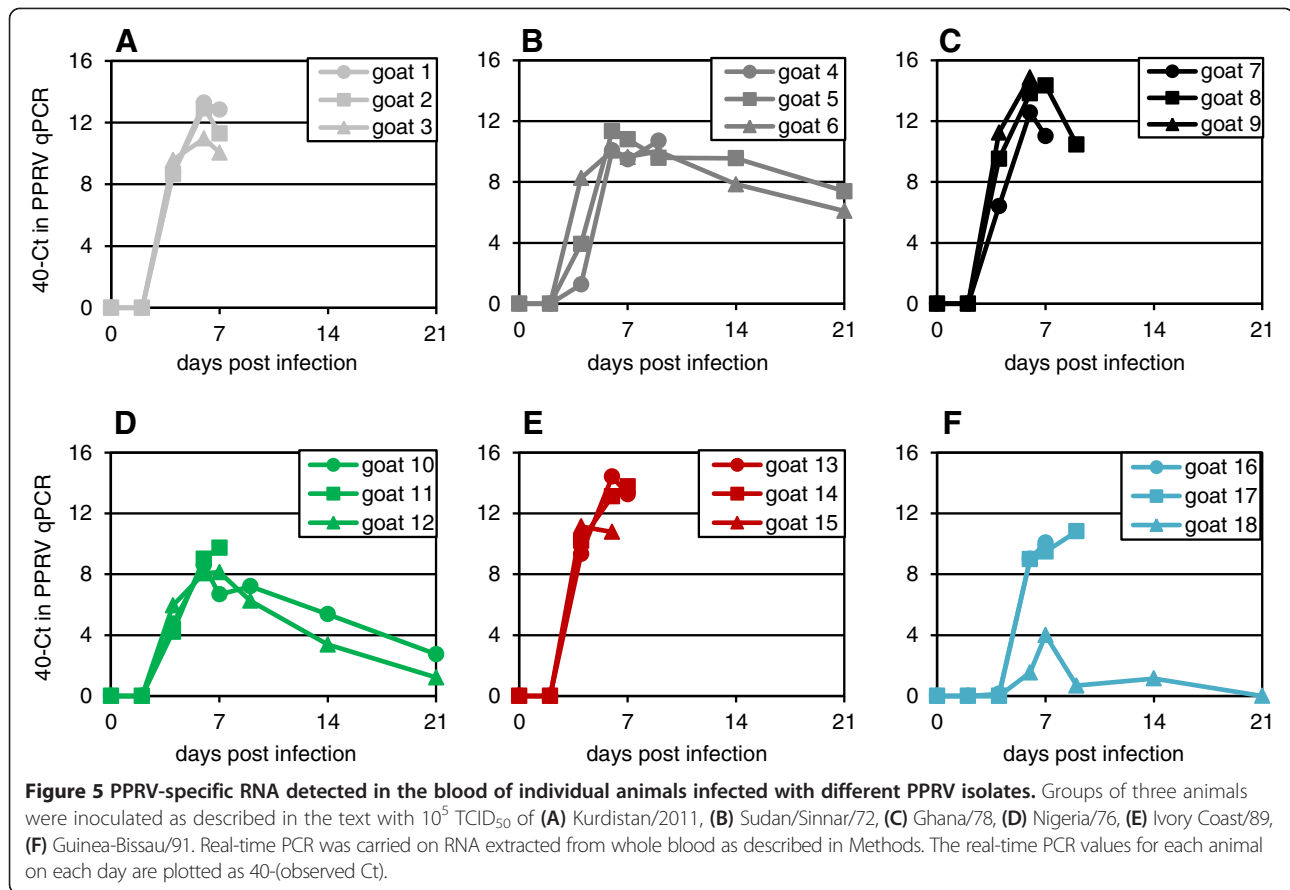 A
B
C
16
12
8
4
0
40-Ct in PPRV qPCR
goat 1
goat 2
goat 3
0 7 14 21
days post infection
16
12
8
4
0
goat 4
goat 5
goat 6
0 7 14 21
days post infection
16
12
8
4
0
goat 7
goat 8
goat 9
0 7 14 21
days post infection
D
E
F
16
12
8
4
0
40-Ct in PPRV qPCR
goat 10
goat 11
goat 12
0 7 14 21
days post infection
16
12
8
4
0
goat 13
goat 14
goat 15
0 7 14 21
days post infection
16
12
8
4
0
goat 16
goat 17
goat 18
0 7 14 21
days post infection
Figure 5 PPRV-specific RNA detected in the blood of individual animals infected with different PPRV isolates. Groups of three animals
were inoculated as described in the text with 10⁵ TCID₅₀ of (A) Kurdistan/2011, (B) Sudan/Sinnar/72, (C) Ghana/78, (D) Nigeria/76, (E) Ivory Coast/89,
(F) Guinea-Bissau/91. Real-time PCR was carried on RNA extracted from whole blood as described in Methods. The real-time PCR values for each animal
on each day are plotted as 40-(observed Ct).